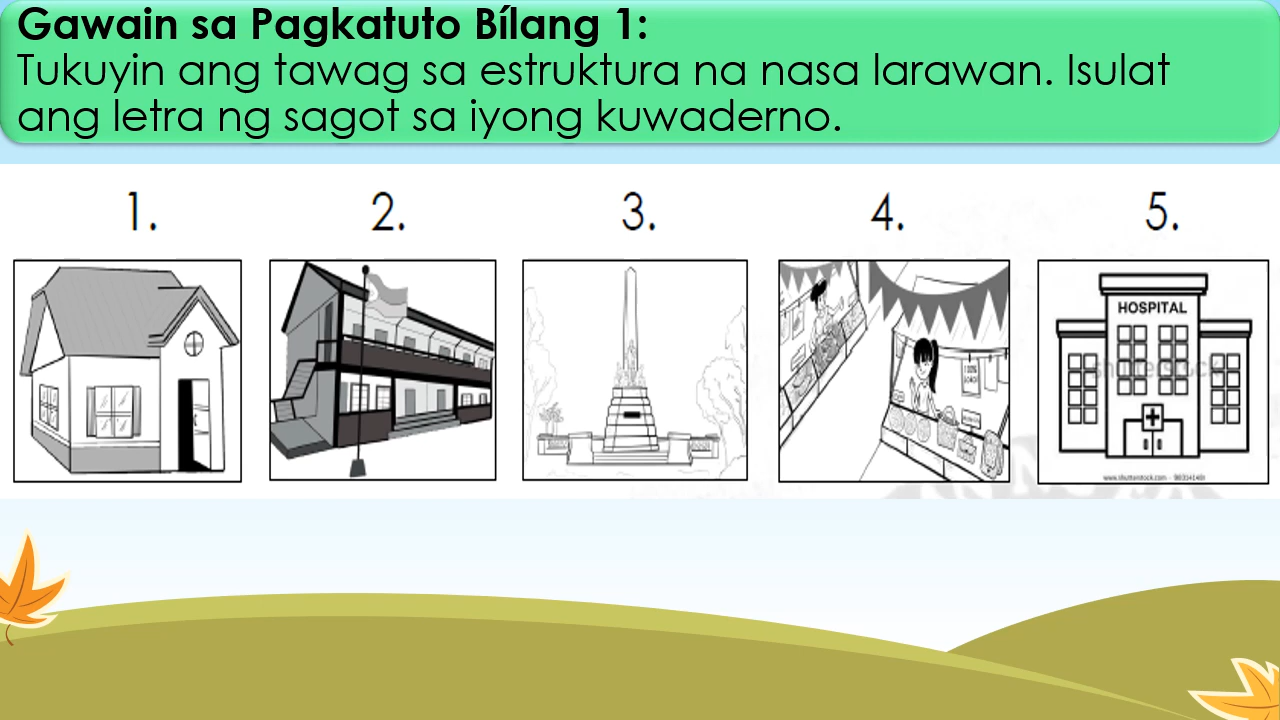 Gawain sa Pagkatuto Bílang 1:
Tukuyin ang tawag sa estruktura na nasa larawan. Isulat
ang letra ng sagot sa iyong kuwaderno.
1. 2. 3. 4. 5.
HOSPITAL
shutterstock